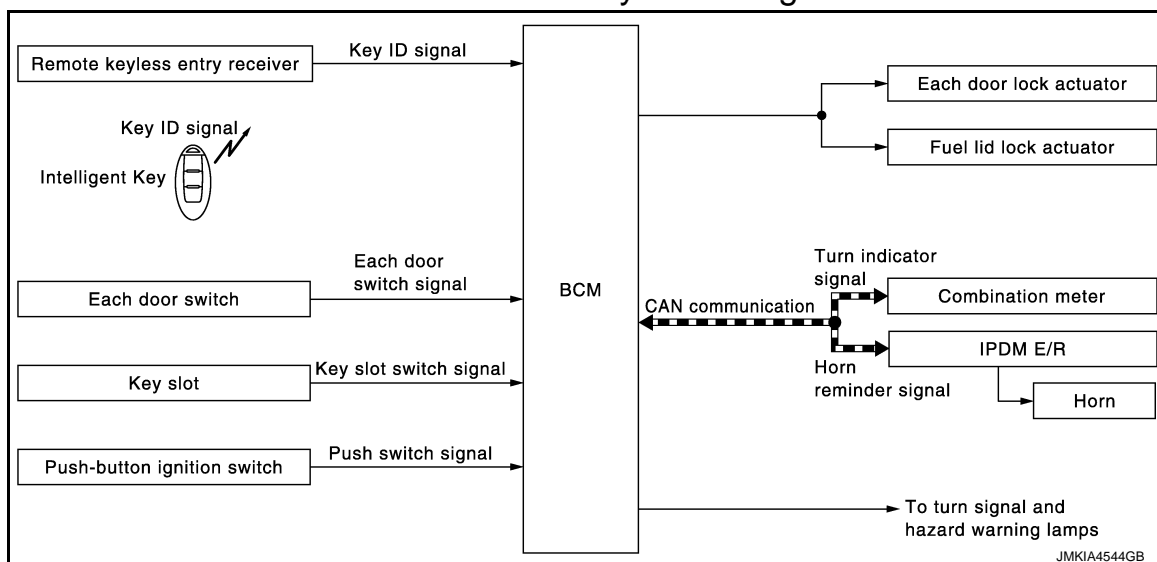 Remote keyless entry receiver
Key ID signal
Key ID signal
Intelligent Key
Each door
switch signal
Each door switch
Key slot
Key slot switch signal
Push-button ignition switch
Push switch signal
BCM
Each door lock actuator
Fuel lid lock actuator
Turn indicator
signal
CAN communication
Combination meter
IPDM E/R
Horn
reminder signal
Horn
To turn signal and
hazard warning lamps
JMKIA4544GB